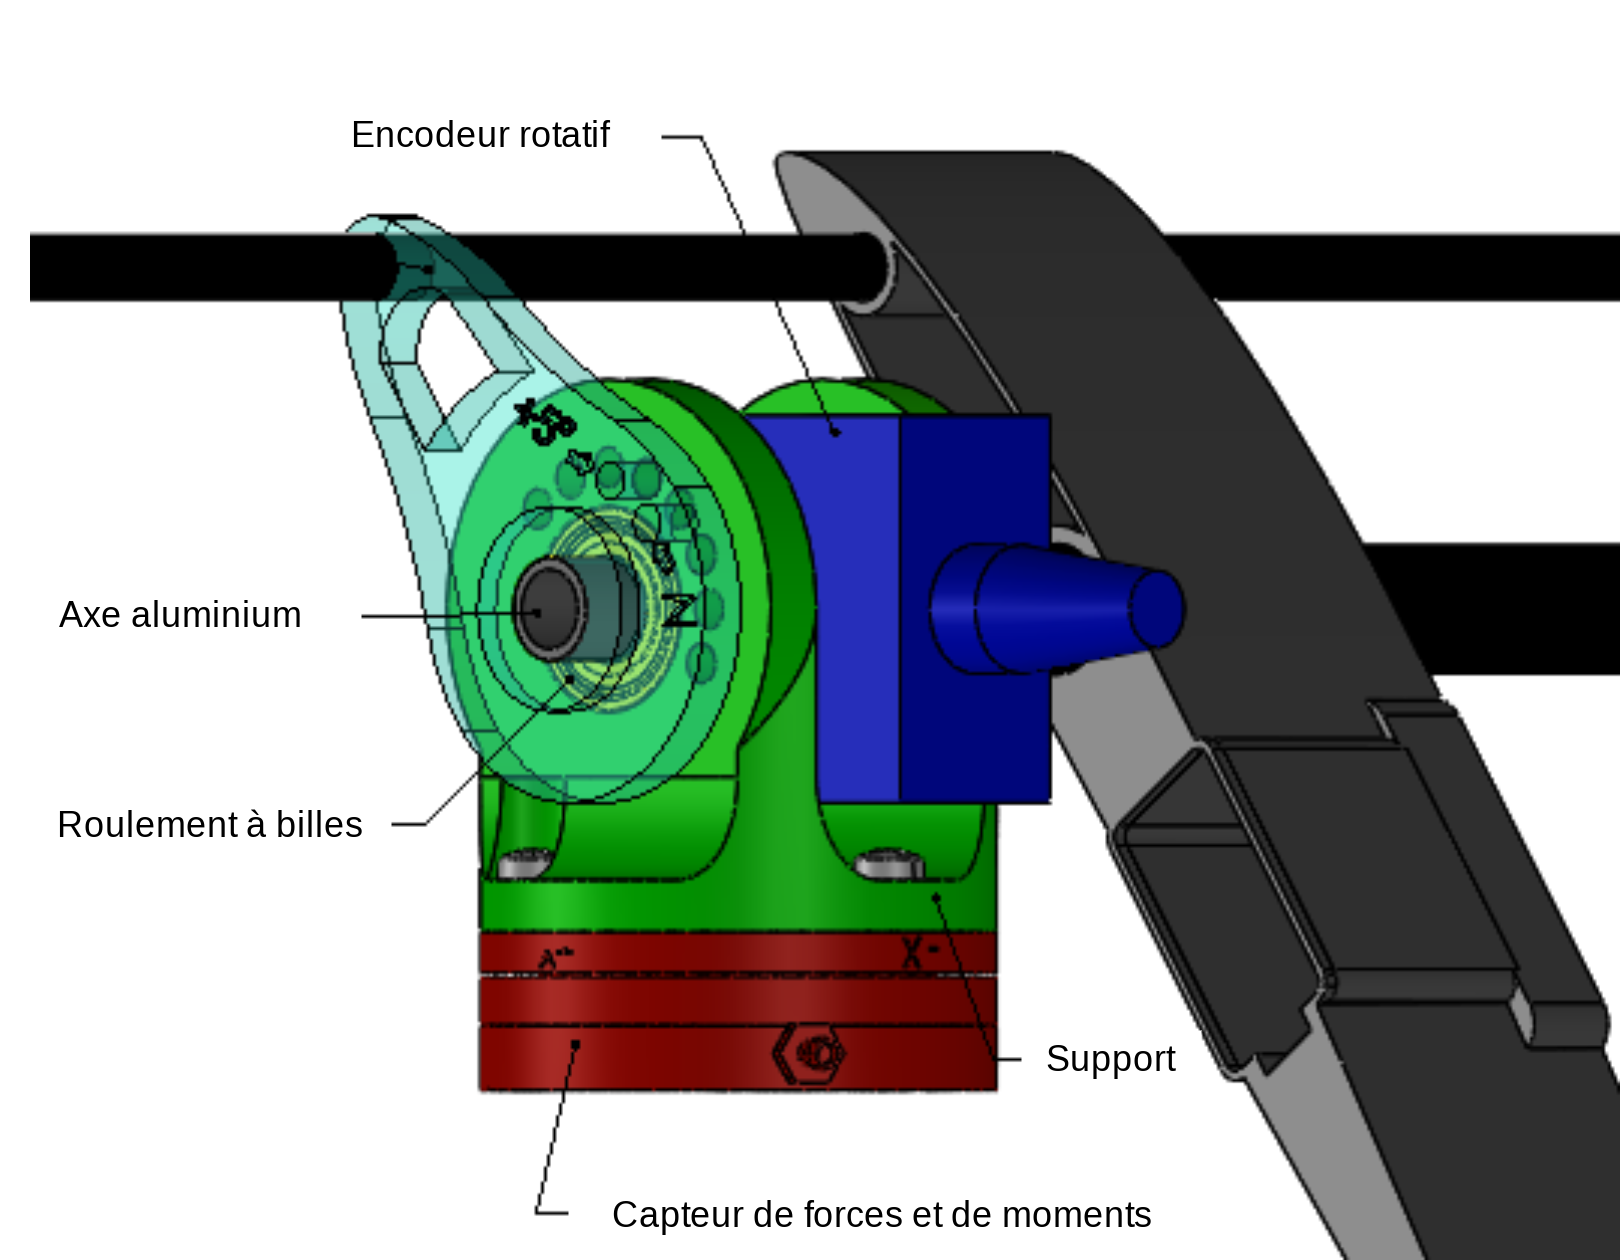 Encodeur rotatif
Axe aluminium
Roulement à billes
X-
Support
Capteur de forces et de moments